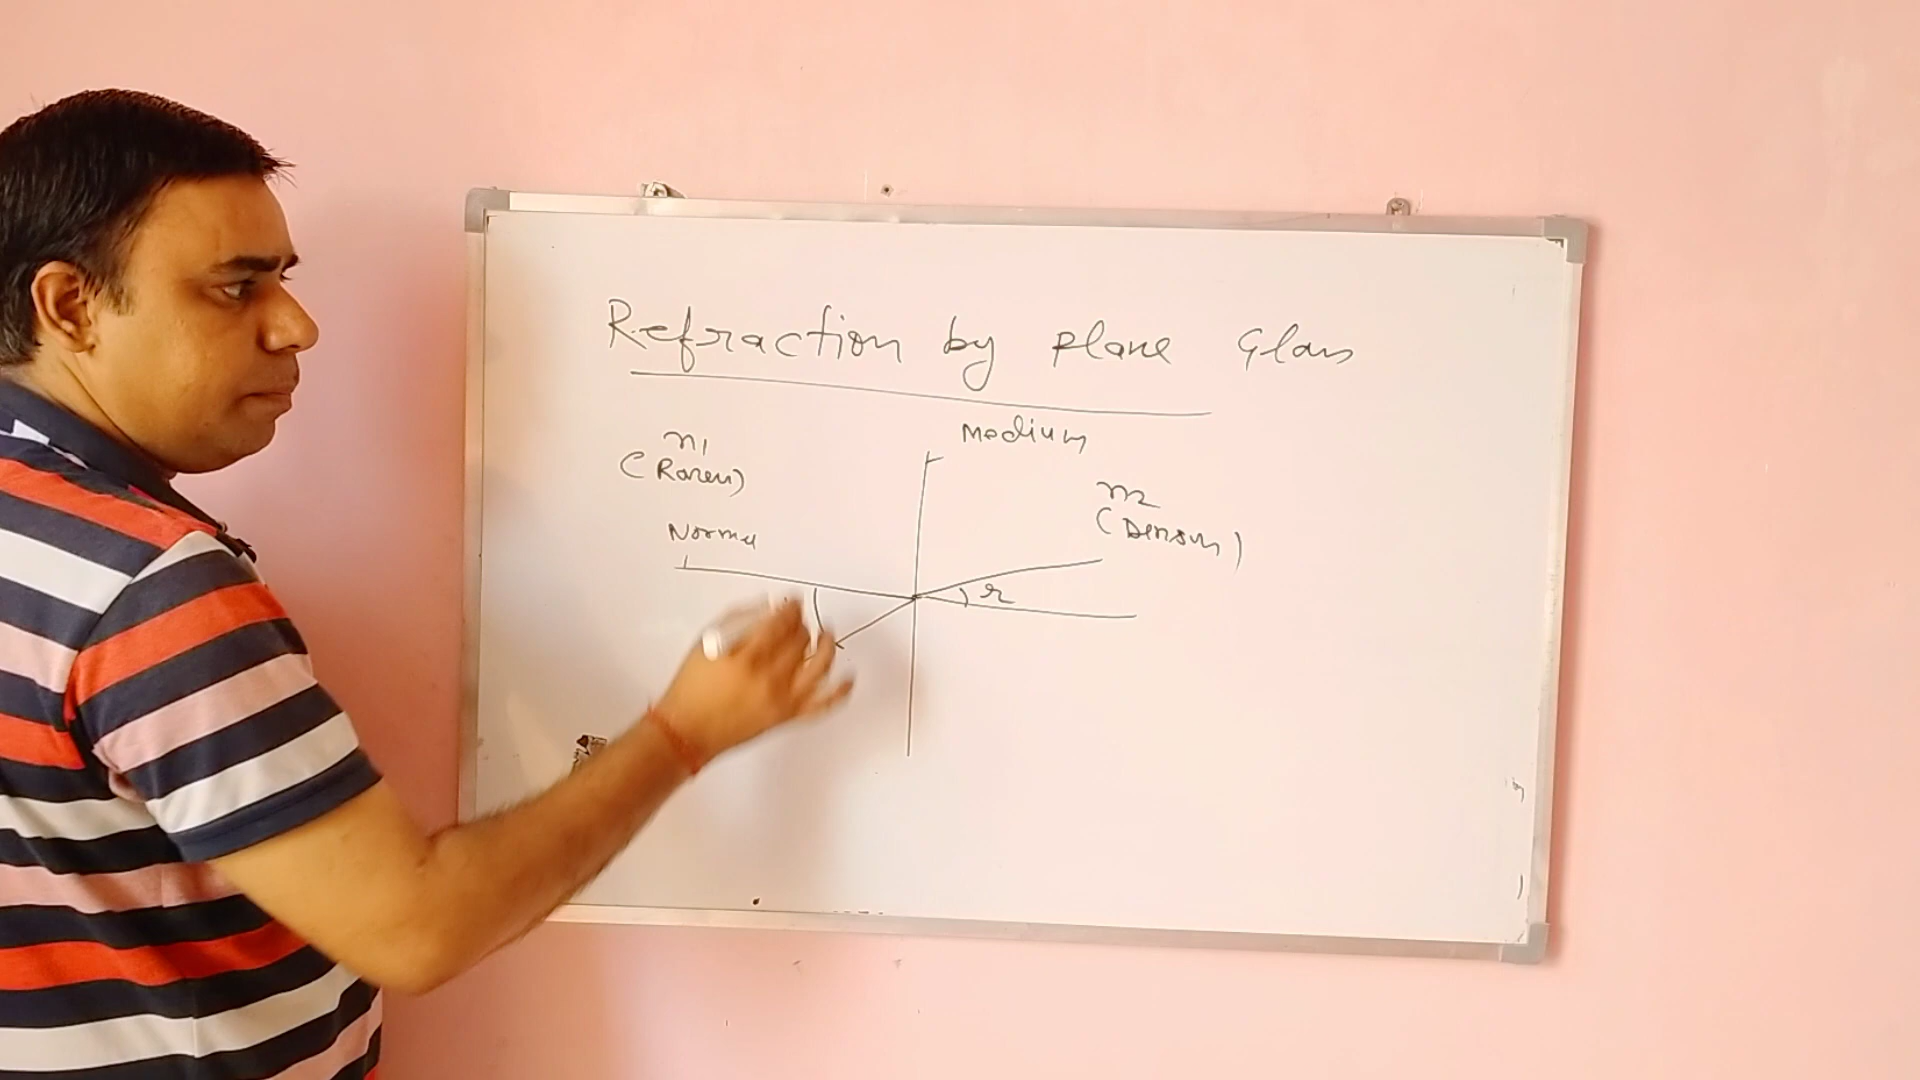 Refraction by plane Glass
Medium
n1
(Rarer)
n2
(Denser)
Normal
r